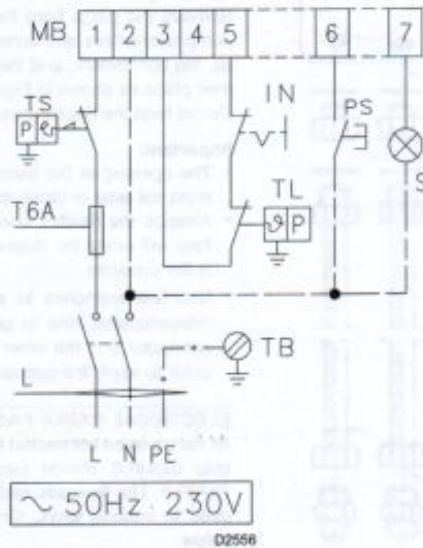 MB 1 2 3 4 5 6 7
TS
IN
PS
P
S
T6A
TL
P
TB
L
L N PE
~ 50Hz · 230V
D2556